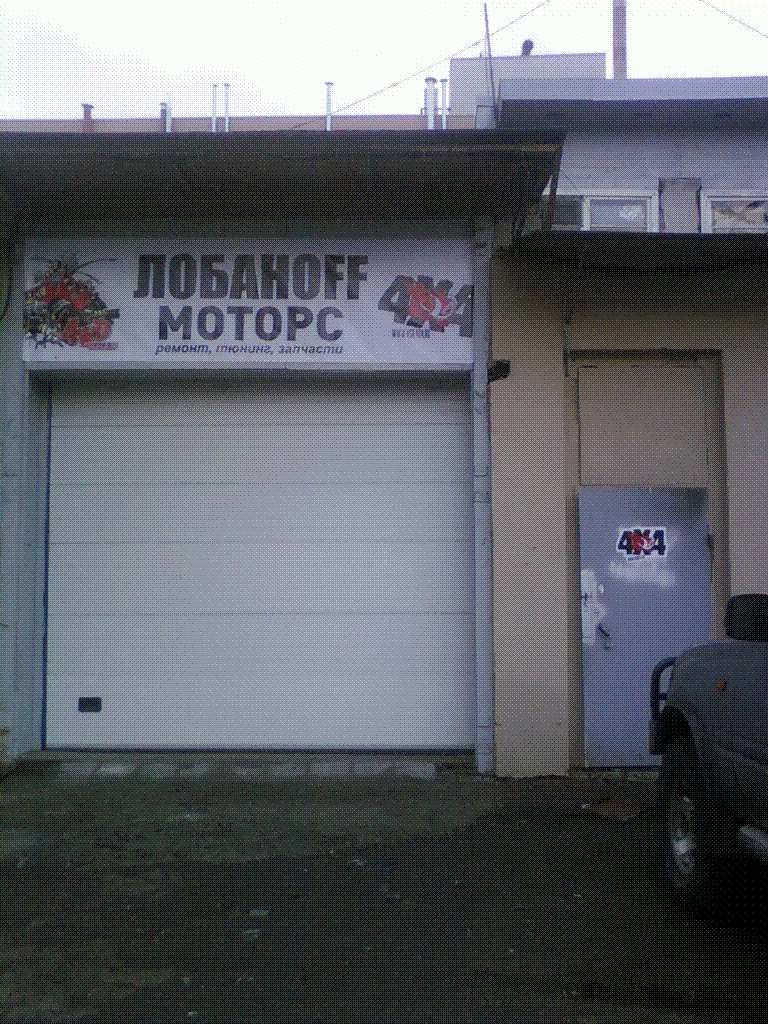 ЛОБАНОFF
МОТОРС
ремонт, тюнинг, запчасти
4X4
4X4